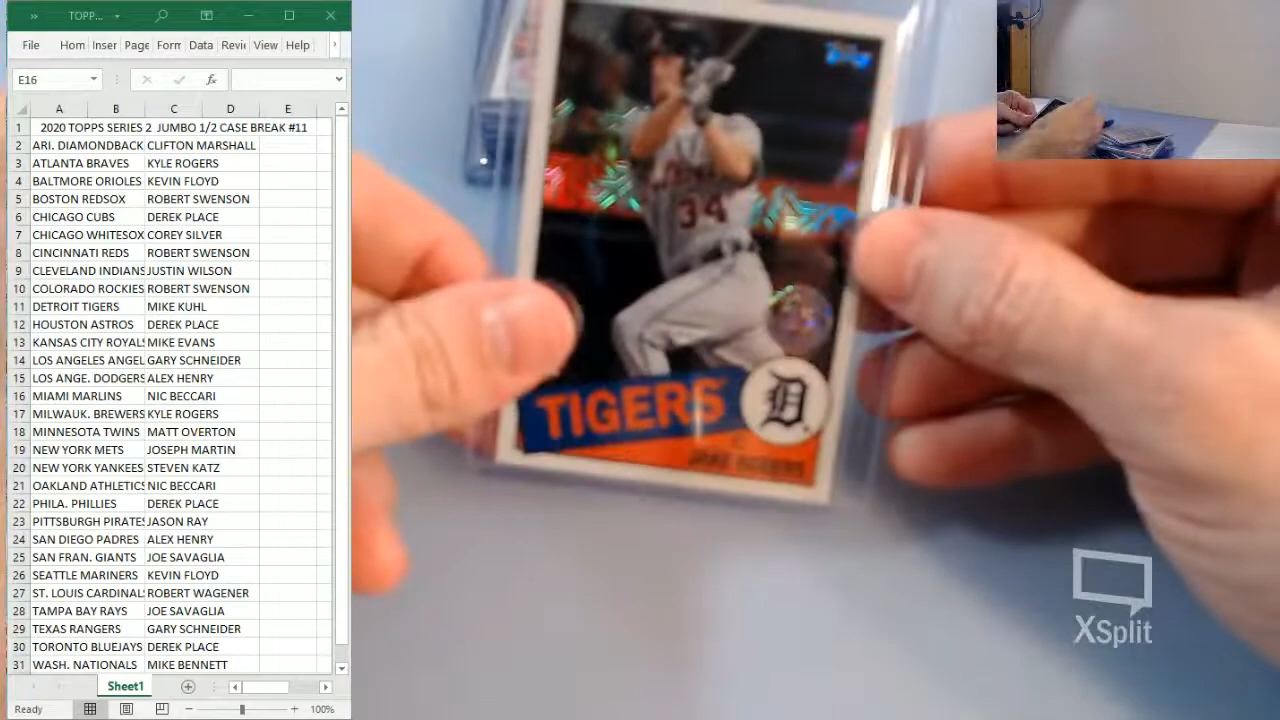 TOPP...
File Hom Inser Page Form Data Revi View Help
E16
fx
A B C D E
1 2020 TOPPS SERIES 2 JUMBO 1/2 CASE BREAK #11
2 ARI. DIAMONDBACK CLIFTON MARSHALL
3 ATLANTA BRAVES KYLE ROGERS
4 BALTMORE ORIOLES KEVIN FLOYD
5 BOSTON REDSOX ROBERT SWENSON
6 CHICAGO CUBS DEREK PLACE
7 CHICAGO WHITESOX COREY SILVER
8 CINCINNATI REDS ROBERT SWENSON
9 CLEVELAND INDIANS JUSTIN WILSON
10 COLORADO ROCKIES ROBERT SWENSON
11 DETROIT TIGERS MIKE KUHL
12 HOUSTON ASTROS DEREK PLACE
13 KANSAS CITY ROYALS MIKE EVANS
14 LOS ANGELES ANGEL GARY SCHNEIDER
15 LOS ANGE. DODGERS ALEX HENRY
16 MIAMI MARLINS NIC BECCARI
17 MILWAUK. BREWERS KYLE ROGERS
18 MINNESOTA TWINS MATT OVERTON
19 NEW YORK METS JOSEPH MARTIN
20 NEW YORK YANKEES STEVEN KATZ
21 OAKLAND ATHLETICS NIC BECCARI
22 PHILA. PHILLIES DEREK PLACE
23 PITTSBURGH PIRATES JASON RAY
24 SAN DIEGO PADRES ALEX HENRY
25 SAN FRAN. GIANTS JOE SAVAGLIA
26 SEATTLE MARINERS KEVIN FLOYD
27 ST. LOUIS CARDINALS ROBERT WAGENER
28 TAMPA BAY RAYS JOE SAVAGLIA
29 TEXAS RANGERS GARY SCHNEIDER
30 TORONTO BLUEJAYS DEREK PLACE
31 WASH. NATIONALS MIKE BENNETT
Sheet1
Ready 100%
Topps
34
TIGERS
D
JAKE ROGERS
XSplit